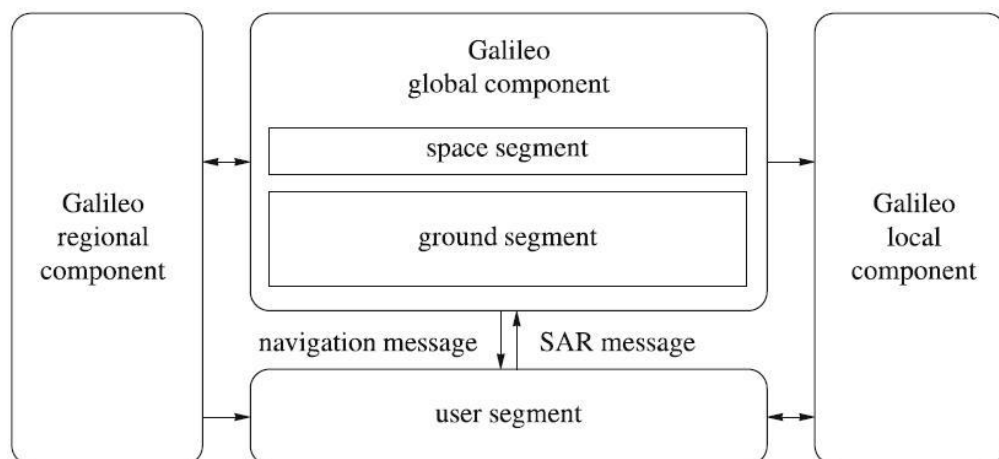 Galileo
global component
space segment
ground segment
Galileo
regional
component
Galileo
local
component
navigation message
SAR message
user segment